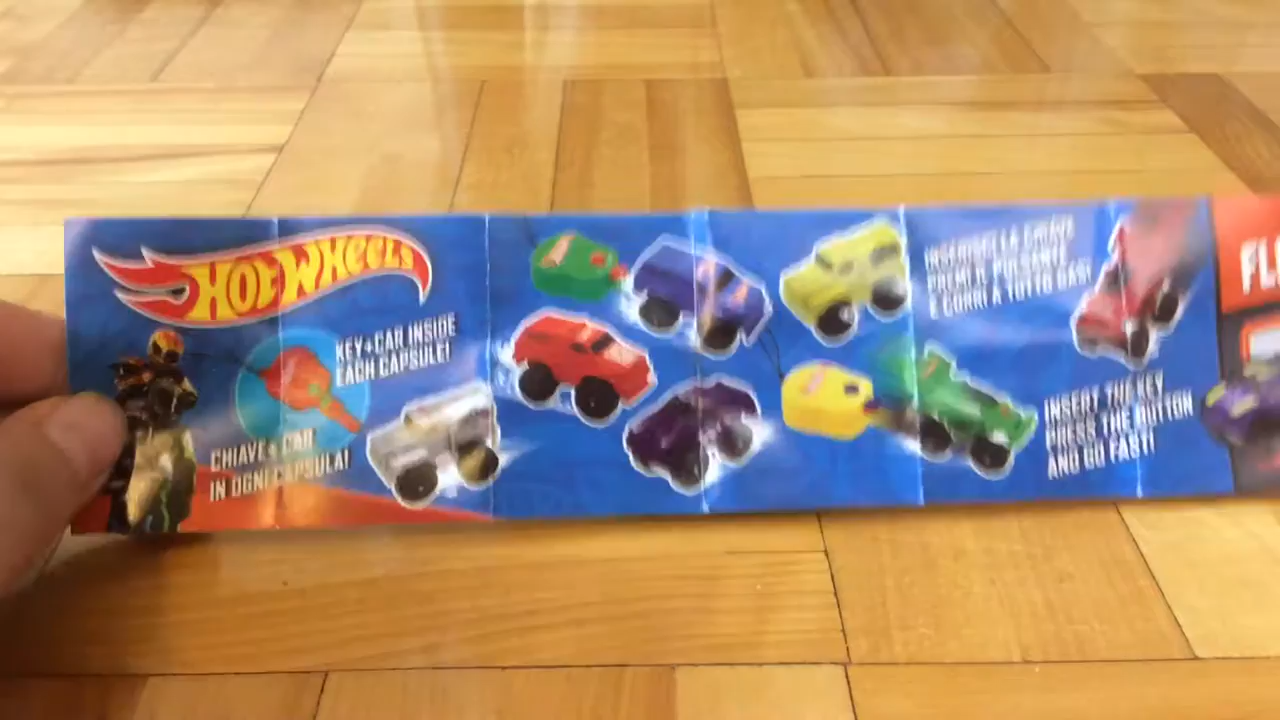 HOT WHEELS
KEY+CAR INSIDE
EACH CAPSULE!
CHIAVE+CAR
IN OGNI CAPSULA!
INSERISCI LA CHIAVE
PREMI IL PULSANTE
E CORRI A TUTTO GAS!
INSERT THE KEY
PRESS THE BUTTON
AND GO FAST!